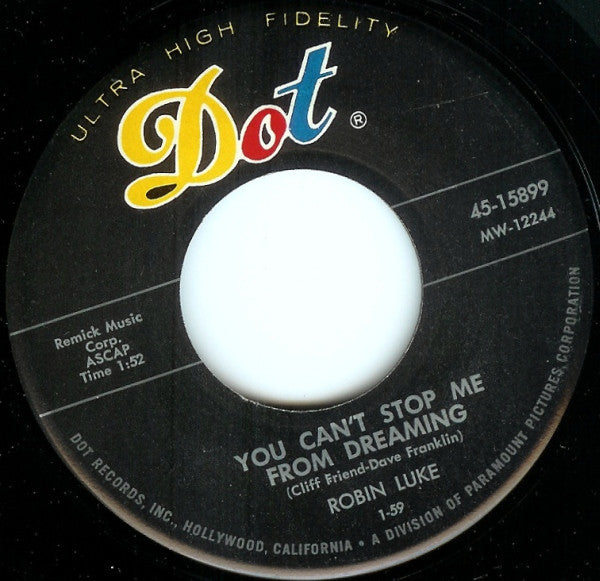 ULTRA HIGH FIDELITY
Dot®
45-15899
MW-12244
Remick Music
Corp.
ASCAP
Time 1:52
YOU CAN'T STOP ME
FROM DREAMING
(Cliff Friend-Dave Franklin)
ROBIN LUKE
1-59
DOT RECORDS, INC., HOLLYWOOD, CALIFORNIA • A DIVISION OF PARAMOUNT PICTURES CORPORATION